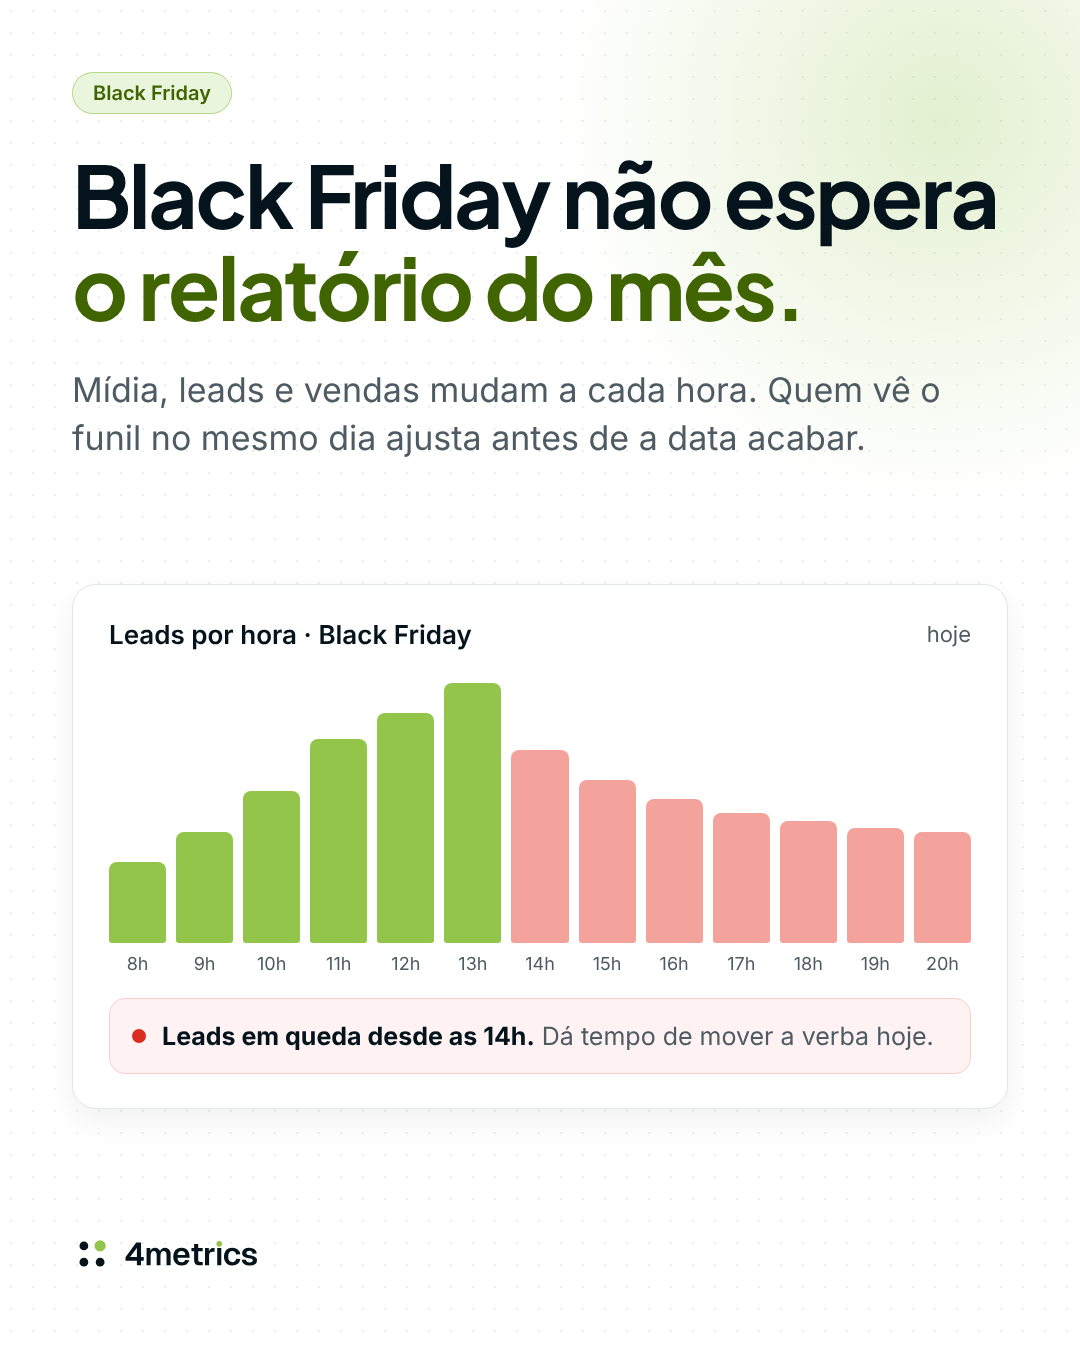 Black Friday
Black Friday não espera
o relatório do mês.
Mídia, leads e vendas mudam a cada hora. Quem vê o
funil no mesmo dia ajusta antes de a data acabar.
Leads por hora · Black Friday
hoje
8h 9h 10h 11h 12h 13h 14h 15h 16h 17h 18h 19h 20h
Leads em queda desde as 14h. Dá tempo de mover a verba hoje.
4metrics